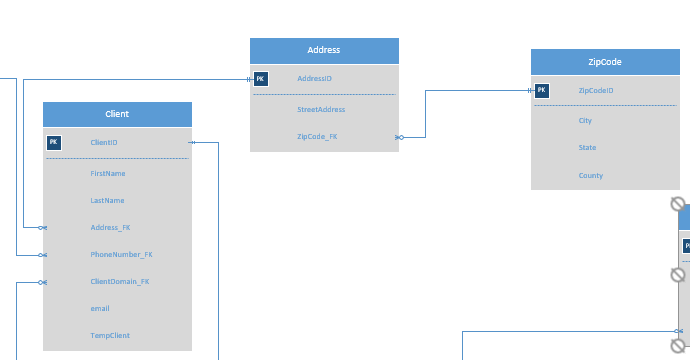 Address
PK AddressID
StreetAddress
ZipCode_FK
ZipCode
PK ZipCodeID
City
State
County
Client
PK ClientID
FirstName
LastName
Address_FK
PhoneNumber_FK
ClientDomain_FK
email
TempClient